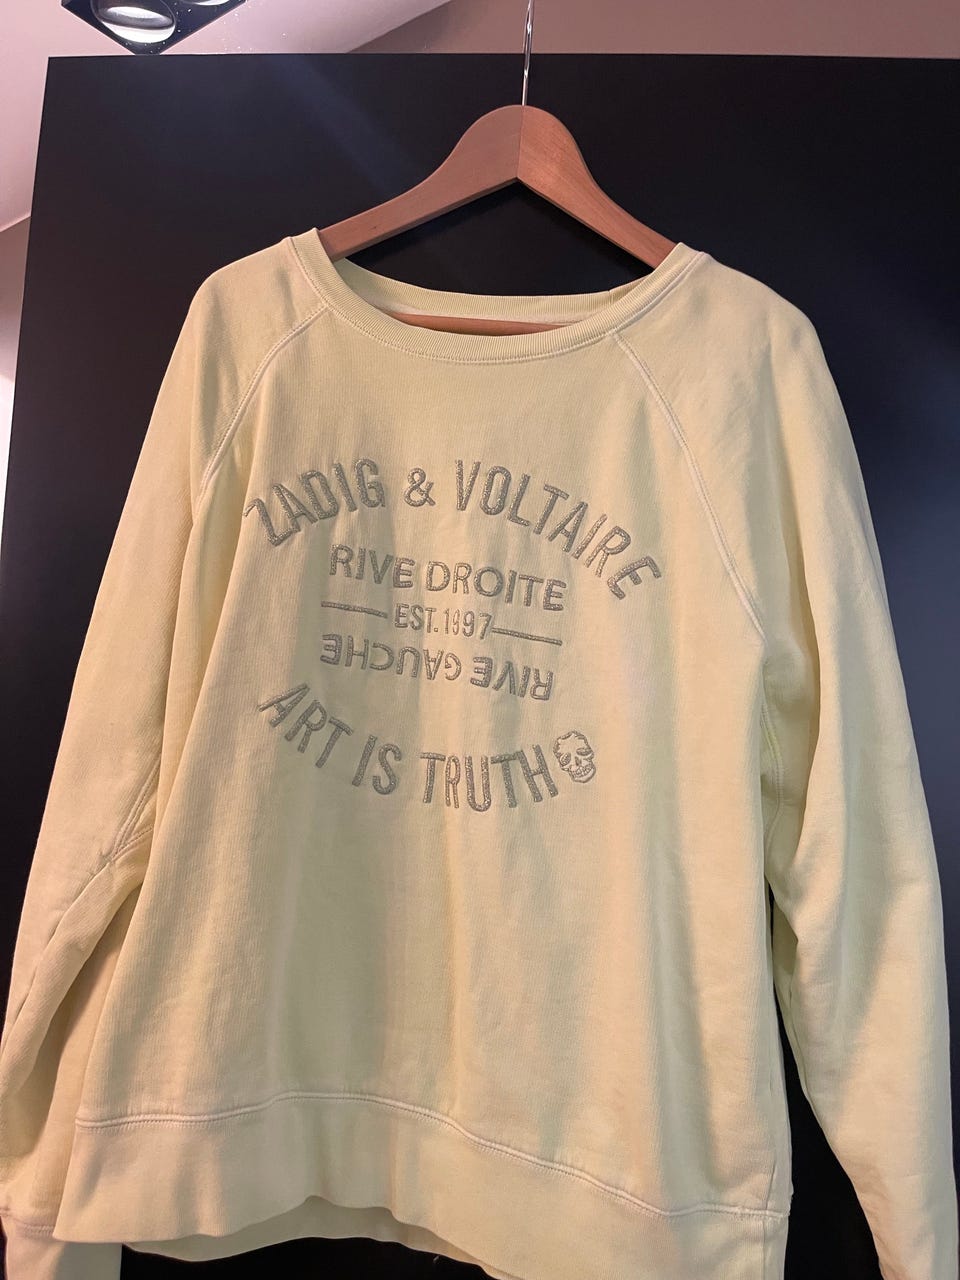 ZADIG & VOLTAIRE
RIVE DROITE
EST.1997
RIVE GAUCHE
ART IS TRUTH